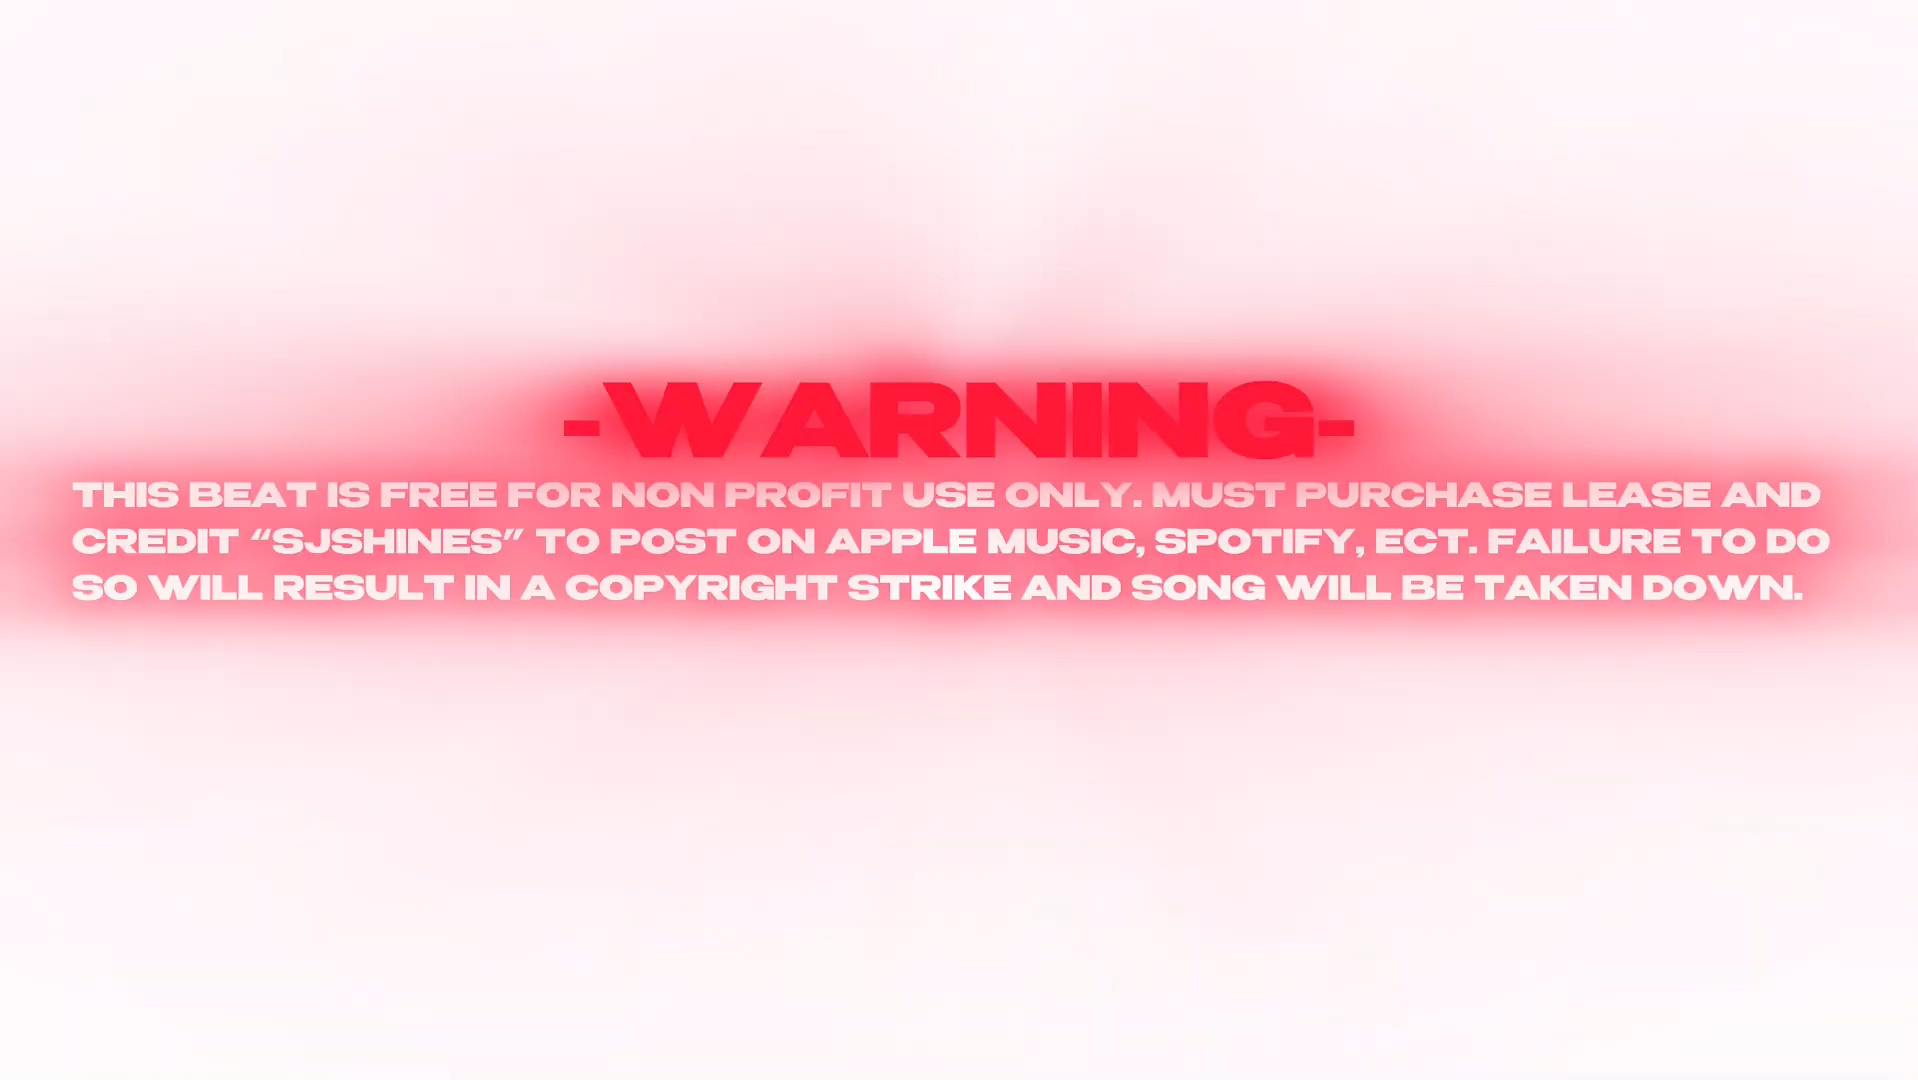 -WARNING-
THIS BEAT IS FREE FOR NON PROFIT USE ONLY. MUST PURCHASE LEASE AND
CREDIT “SJSHINES” TO POST ON APPLE MUSIC, SPOTIFY, ECT. FAILURE TO DO
SO WILL RESULT IN A COPYRIGHT STRIKE AND SONG WILL BE TAKEN DOWN.